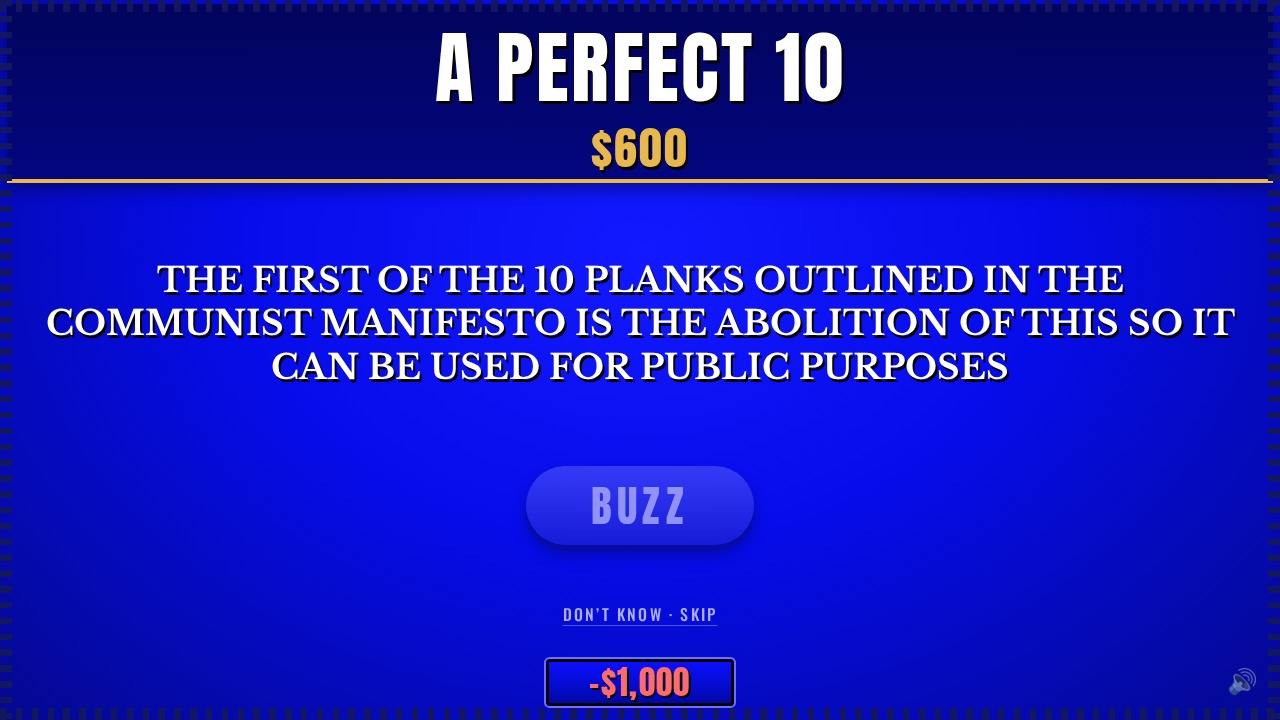 A PERFECT 10
$600
THE FIRST OF THE 10 PLANKS OUTLINED IN THE
COMMUNIST MANIFESTO IS THE ABOLITION OF THIS SO IT
CAN BE USED FOR PUBLIC PURPOSES
BUZZ
DON'T KNOW · SKIP
-$1,000